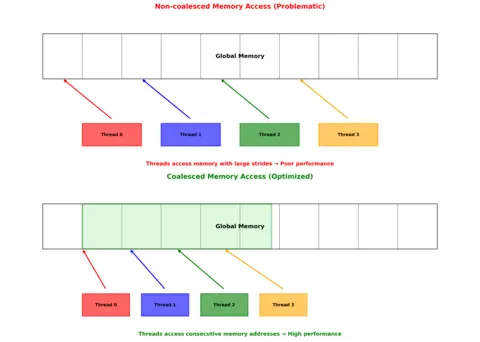 Non-coalesced Memory Access (Problematic)
Global Memory
Thread 0
Thread 1
Thread 2
Thread 3
Threads access memory with large strides → Poor performance
Coalesced Memory Access (Optimized)
Global Memory
Thread 0
Thread 1
Thread 2
Thread 3
Threads access consecutive memory addresses → High performance